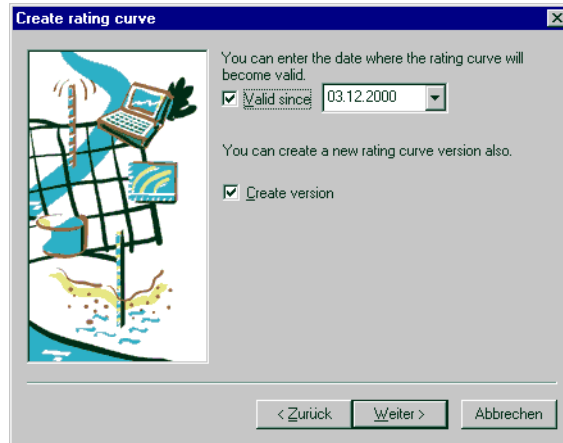 Create rating curve
You can enter the date where the rating curve will
become valid.
Valid since 03.12.2000
You can create a new rating curve version also.
Create version
< Zurück Weiter > Abbrechen